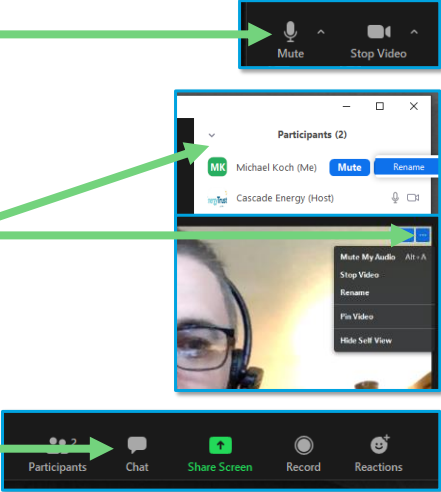 Mute
Stop Video
Participants (2)
MK Michael Koch (Me) Mute Rename
Cascade Energy (Host)
Mute My Audio Alt+A
Stop Video
Rename
Pin Video
Hide Self View
2
Participants
Chat
Share Screen
Record
Reactions